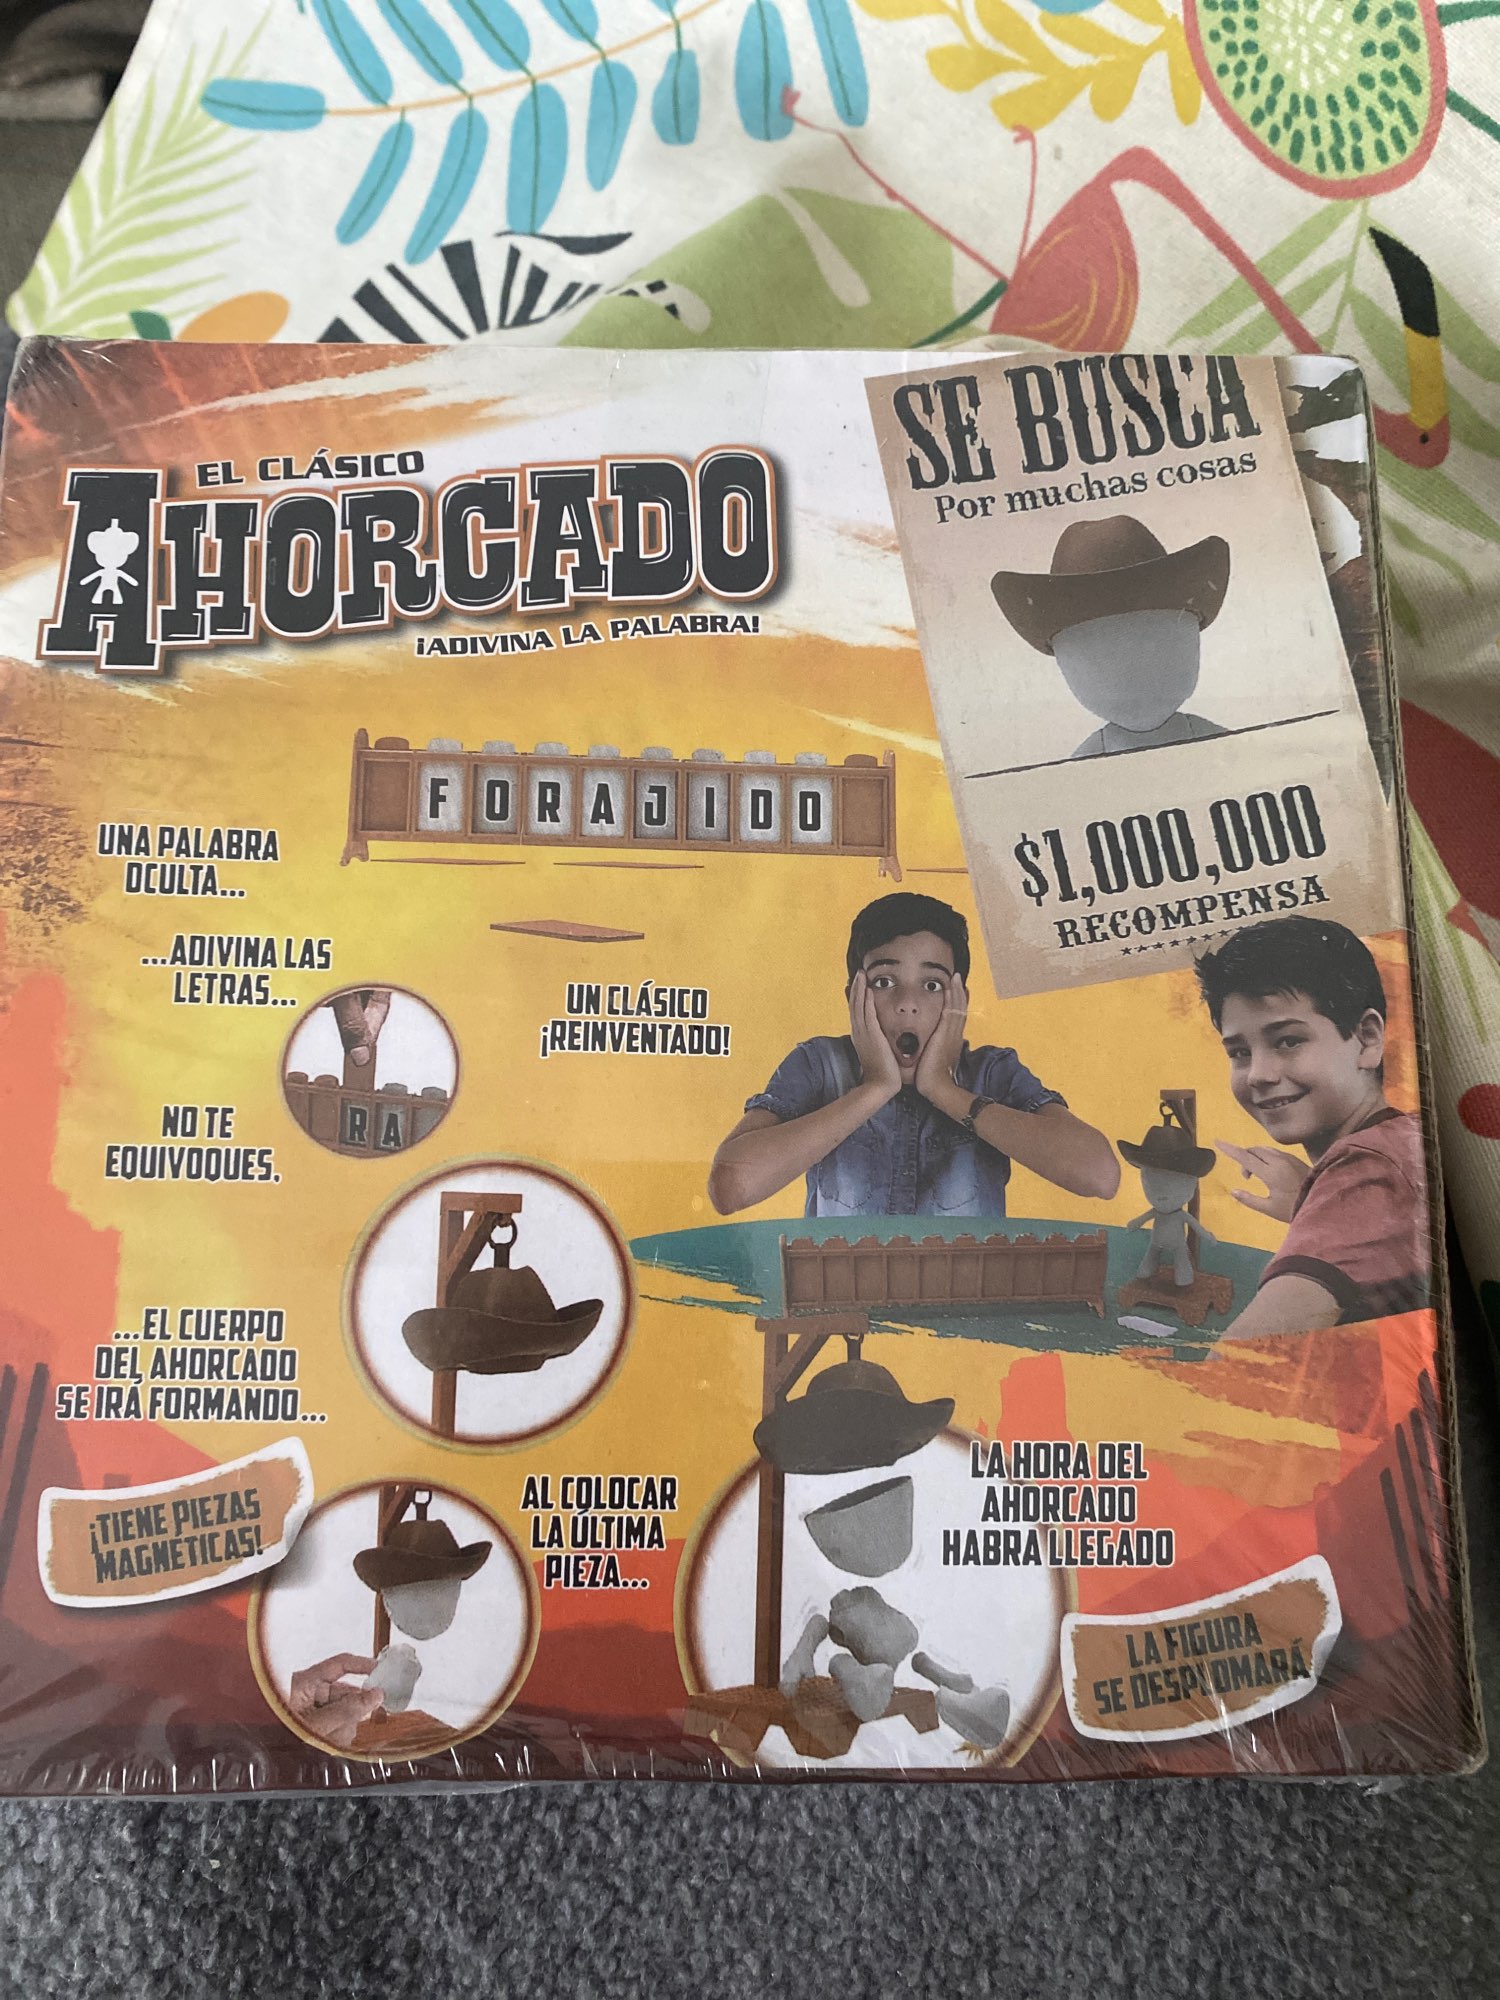 EL CLÁSICO
AHORCADO
¡ADIVINA LA PALABRA!
SE BUSCA
Por muchas cosas
$1,000,000
RECOMPENSA
FORAJIDO
UNA PALABRA
OCULTA...
...ADIVINA LAS
LETRAS...
RA
UN CLÁSICO
¡REINVENTADO!
NO TE
EQUIVOQUES,
...EL CUERPO
DEL AHORCADO
SE IRÁ FORMANDO...
¡TIENE PIEZAS
MAGNÉTICAS!
AL COLOCAR
LA ÚLTIMA
PIEZA...
LA HORA DEL
AHORCADO
HABRA LLEGADO
LA FIGURA
SE DESPLOMARÁ